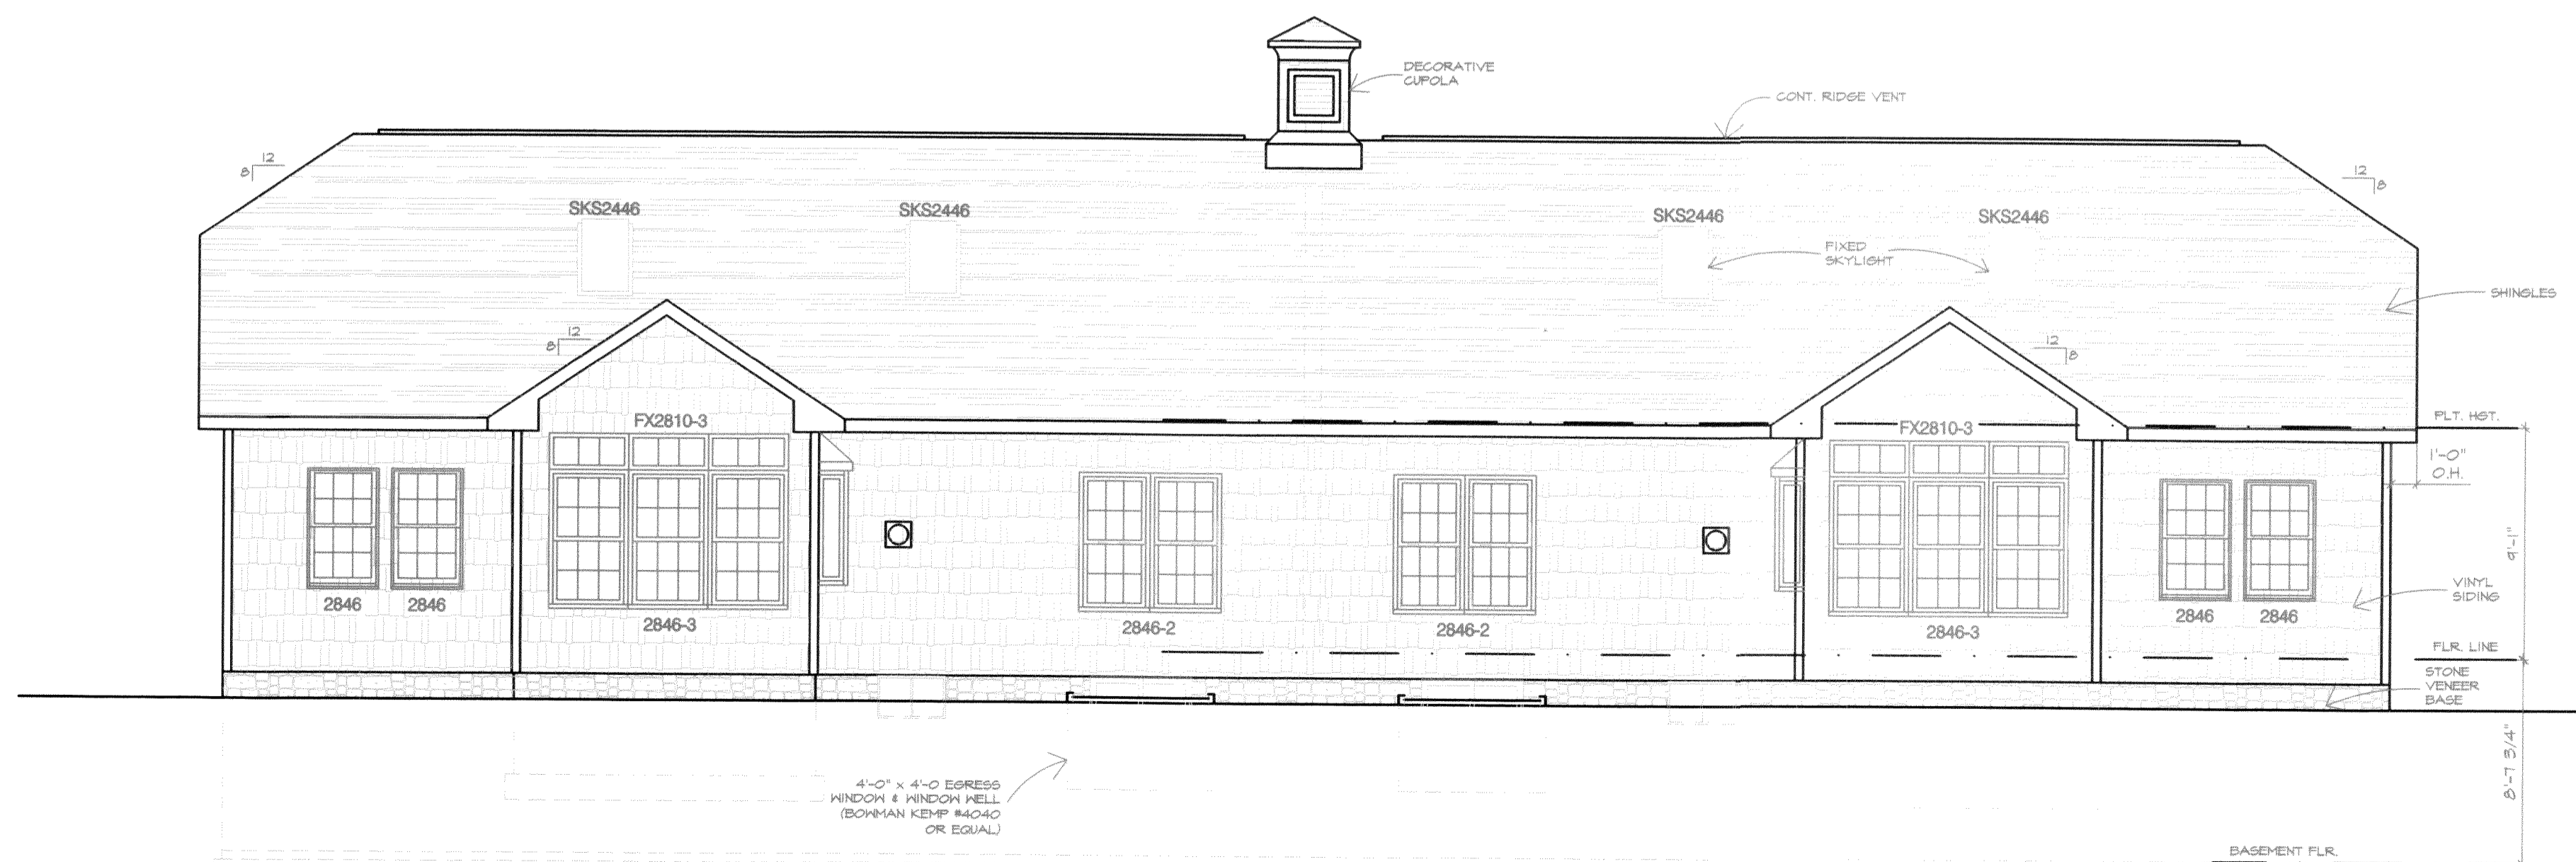 DECORATIVE
CUPOLA
CONT. RIDGE VENT
12
8
12
8
SKS2446
SKS2446
SKS2446
SKS2446
FIXED
SKYLIGHT
SHINGLES
12
8
12
8
FX2810-3
FX2810-3
PLT. HGT.
1'-0"
O.H.
9'-1"
2846
2846
2846-3
2846-2
2846-2
2846-3
2846
2846
VINYL
SIDING
FLR. LINE
STONE
VENEER
BASE
8'-7 3/4"
4'-0" x 4'-0 EGRESS
WINDOW & WINDOW WELL
(BOWMAN KEMP #4040
OR EQUAL)
BASEMENT FLR.